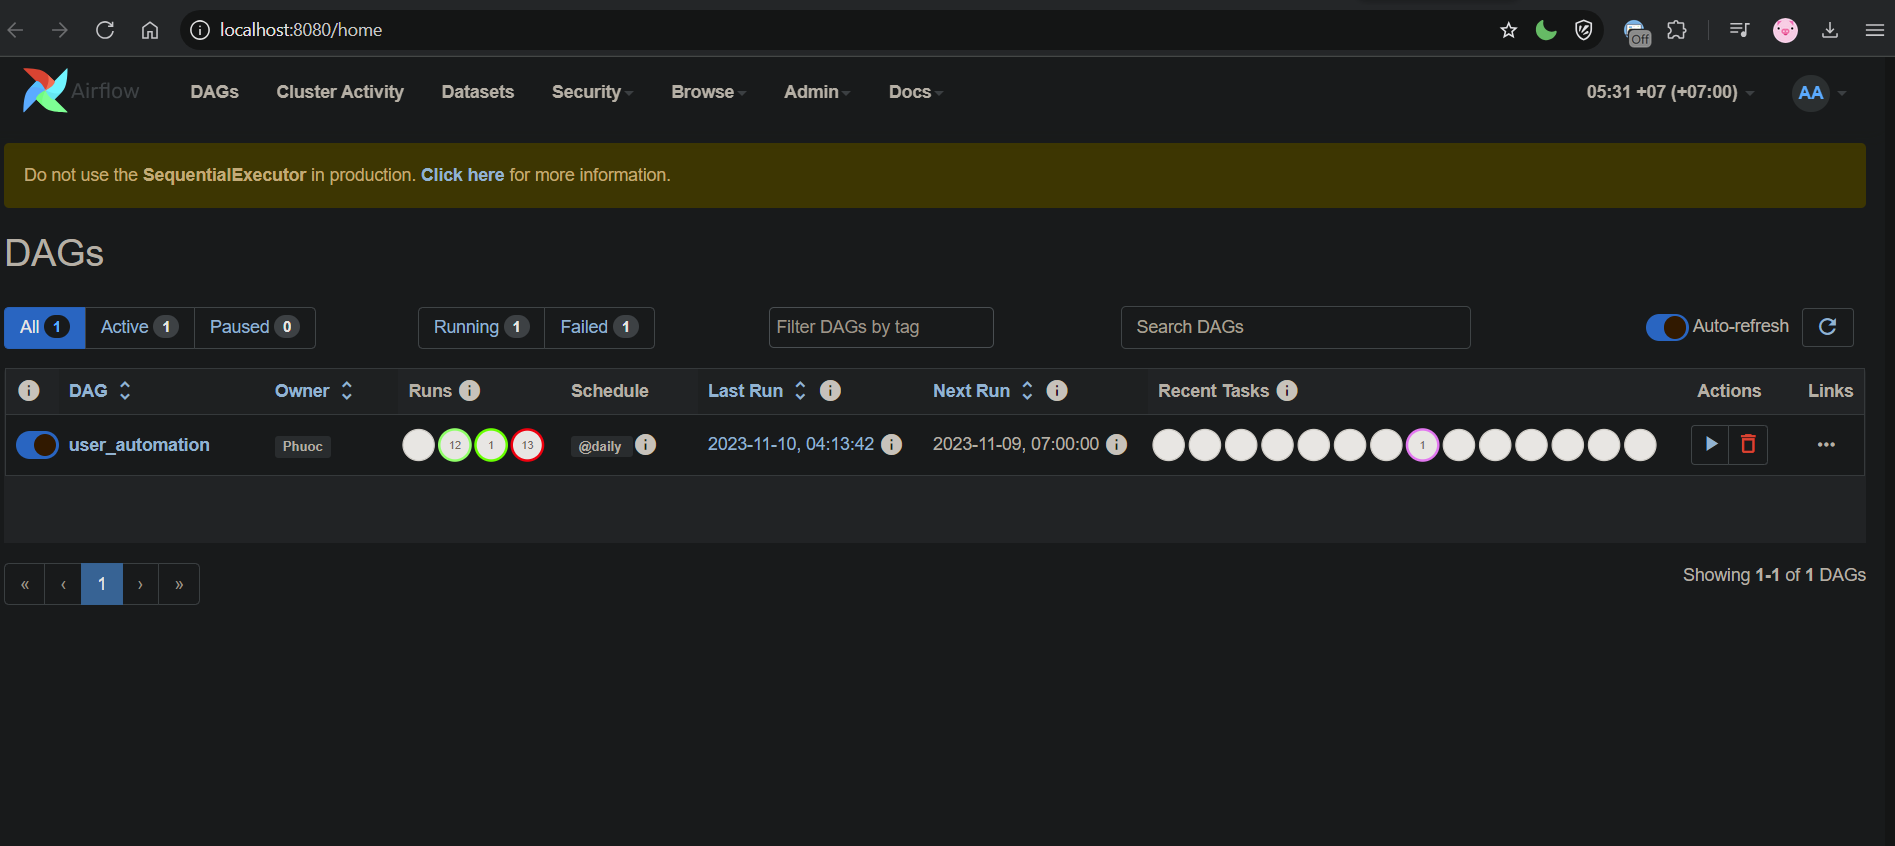 localhost:8080/home
Off
Airflow DAGs Cluster Activity Datasets Security Browse Admin Docs 05:31 +07 (+07:00) AA
Do not use the SequentialExecutor in production. Click here for more information.
DAGs
All 1 Active 1 Paused 0 Running 1 Failed 1 Filter DAGs by tag Search DAGs Auto-refresh
DAG Owner Runs Schedule Last Run Next Run Recent Tasks Actions Links
user_automation Phuoc 12 1 13 @daily 2023-11-10, 04:13:42 2023-11-09, 07:00:00 1
« ‹ 1 › » Showing 1-1 of 1 DAGs